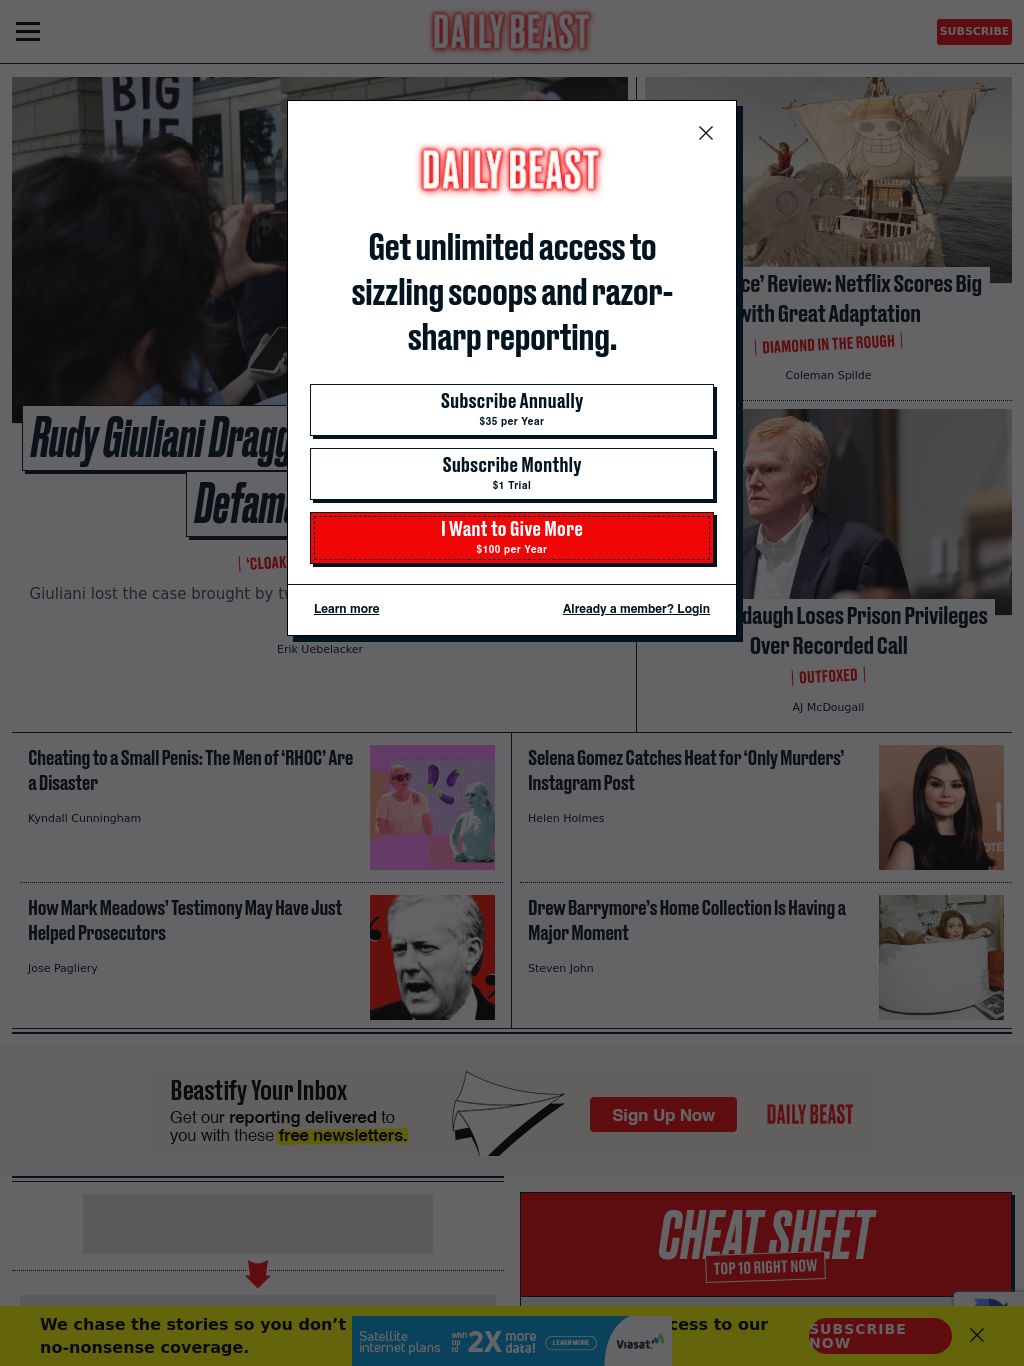 DAILY BEAST
SUBSCRIBE
BIG
LIE
DAILY BEAST
Get unlimited access to
sizzling scoops and razor-
sharp reporting.
Subscribe Annually
$35 per Year
Subscribe Monthly
$1 Trial
I Want to Give More
$100 per Year
Learn more
Already a member? Login
Rudy Giuliani
‘CLOAK
Giuliani lost the case brought by
Erik Uebelacker
Review: Netflix Scores Big
with Great Adaptation
DIAMOND IN THE ROUGH
Coleman Spilde
Loses Prison Privileges
Over Recorded Call
OUTFOXED
AJ McDougall
Cheating to a Small Penis: The Men of ‘RHOC’ Are
a Disaster
Kyndall Cunningham
Selena Gomez Catches Heat for ‘Only Murders’
Instagram Post
Helen Holmes
How Mark Meadows’ Testimony May Have Just
Helped Prosecutors
Jose Pagliery
Drew Barrymore’s Home Collection Is Having a
Major Moment
Steven John
Beastify Your Inbox
Get our reporting delivered to
you with these free newsletters.
Sign Up Now
DAILY BEAST
CHEAT SHEET
TOP 10 RIGHT NOW
We chase the stories so you don’t
to our
no-nonsense coverage.
Satellite
internet plans
wish
up
to
2X
more
data!
LEARN MORE
Viasat
SUBSCRIBE
NOW